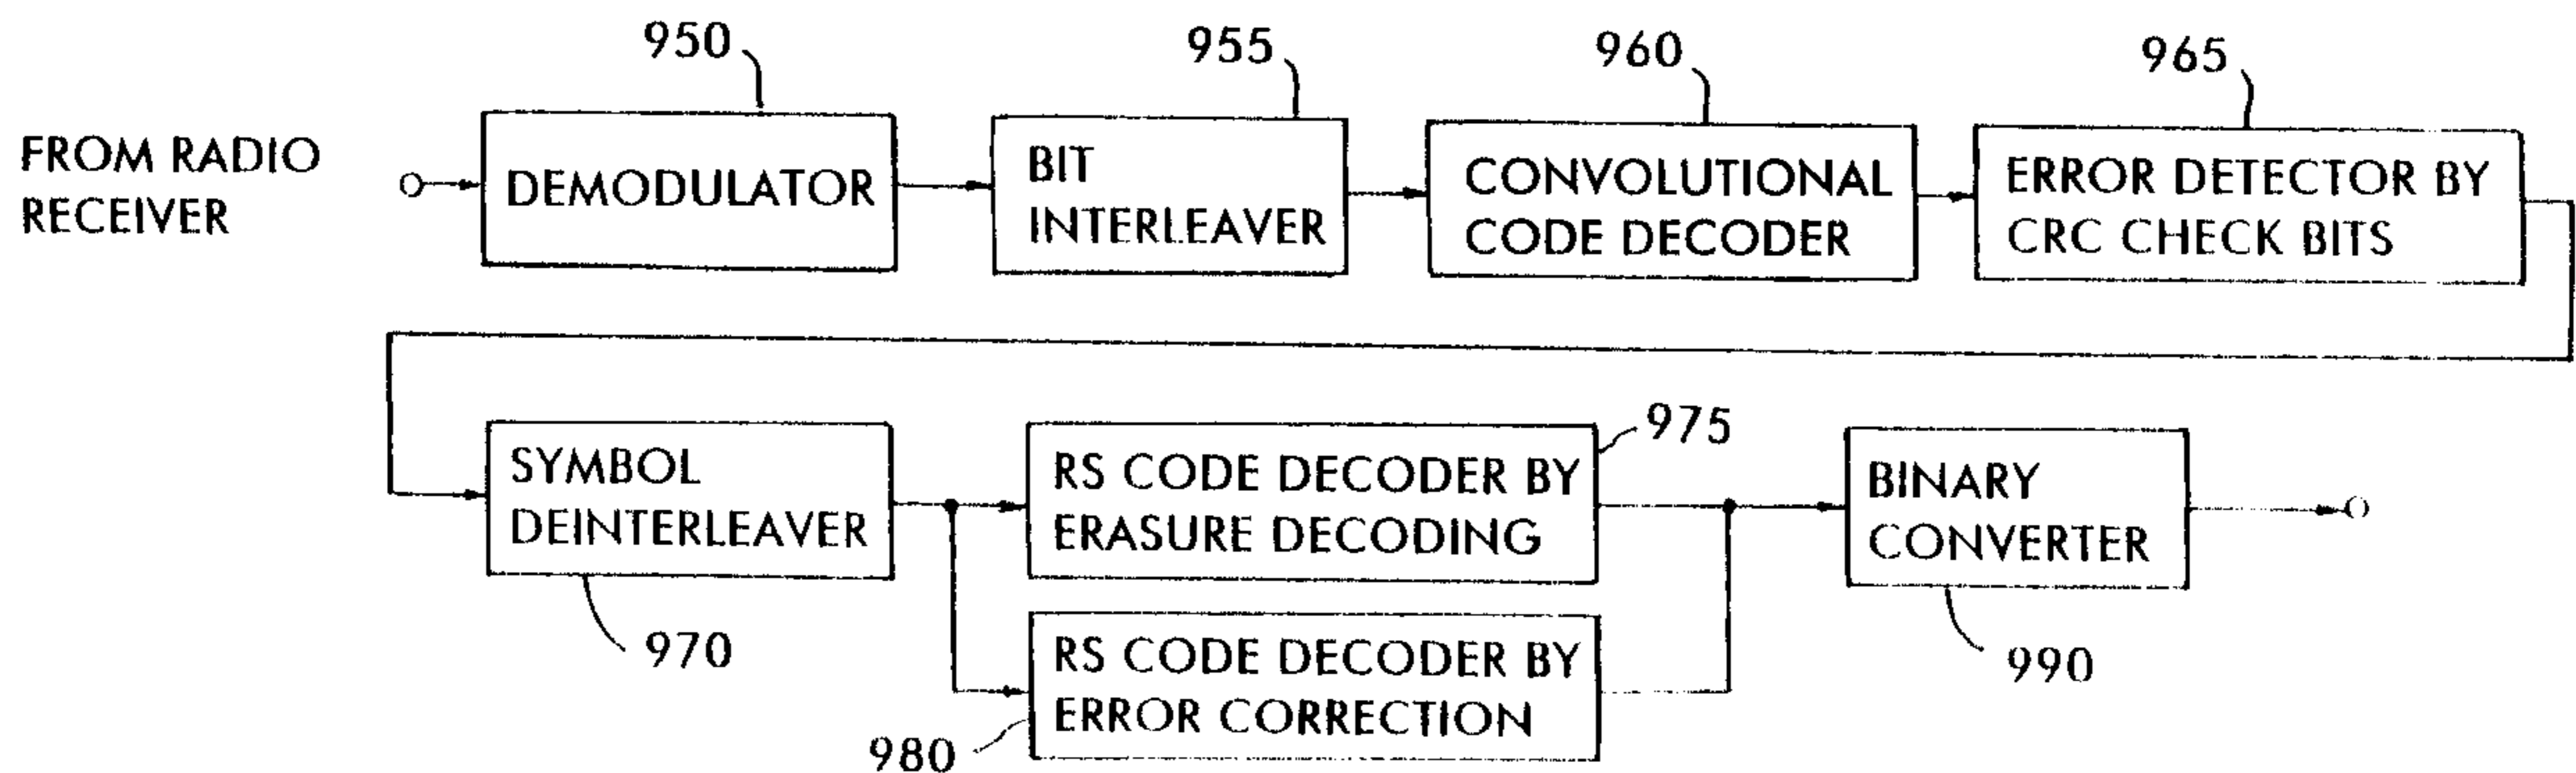 950
955
960
965
FROM RADIO
RECEIVER
DEMODULATOR
BIT
INTERLEAVER
CONVOLUTIONAL
CODE DECODER
ERROR DETECTOR BY
CRC CHECK BITS
SYMBOL
DEINTERLEAVER
970
RS CODE DECODER BY
ERASURE DECODING
975
RS CODE DECODER BY
ERROR CORRECTION
980
BINARY
CONVERTER
990